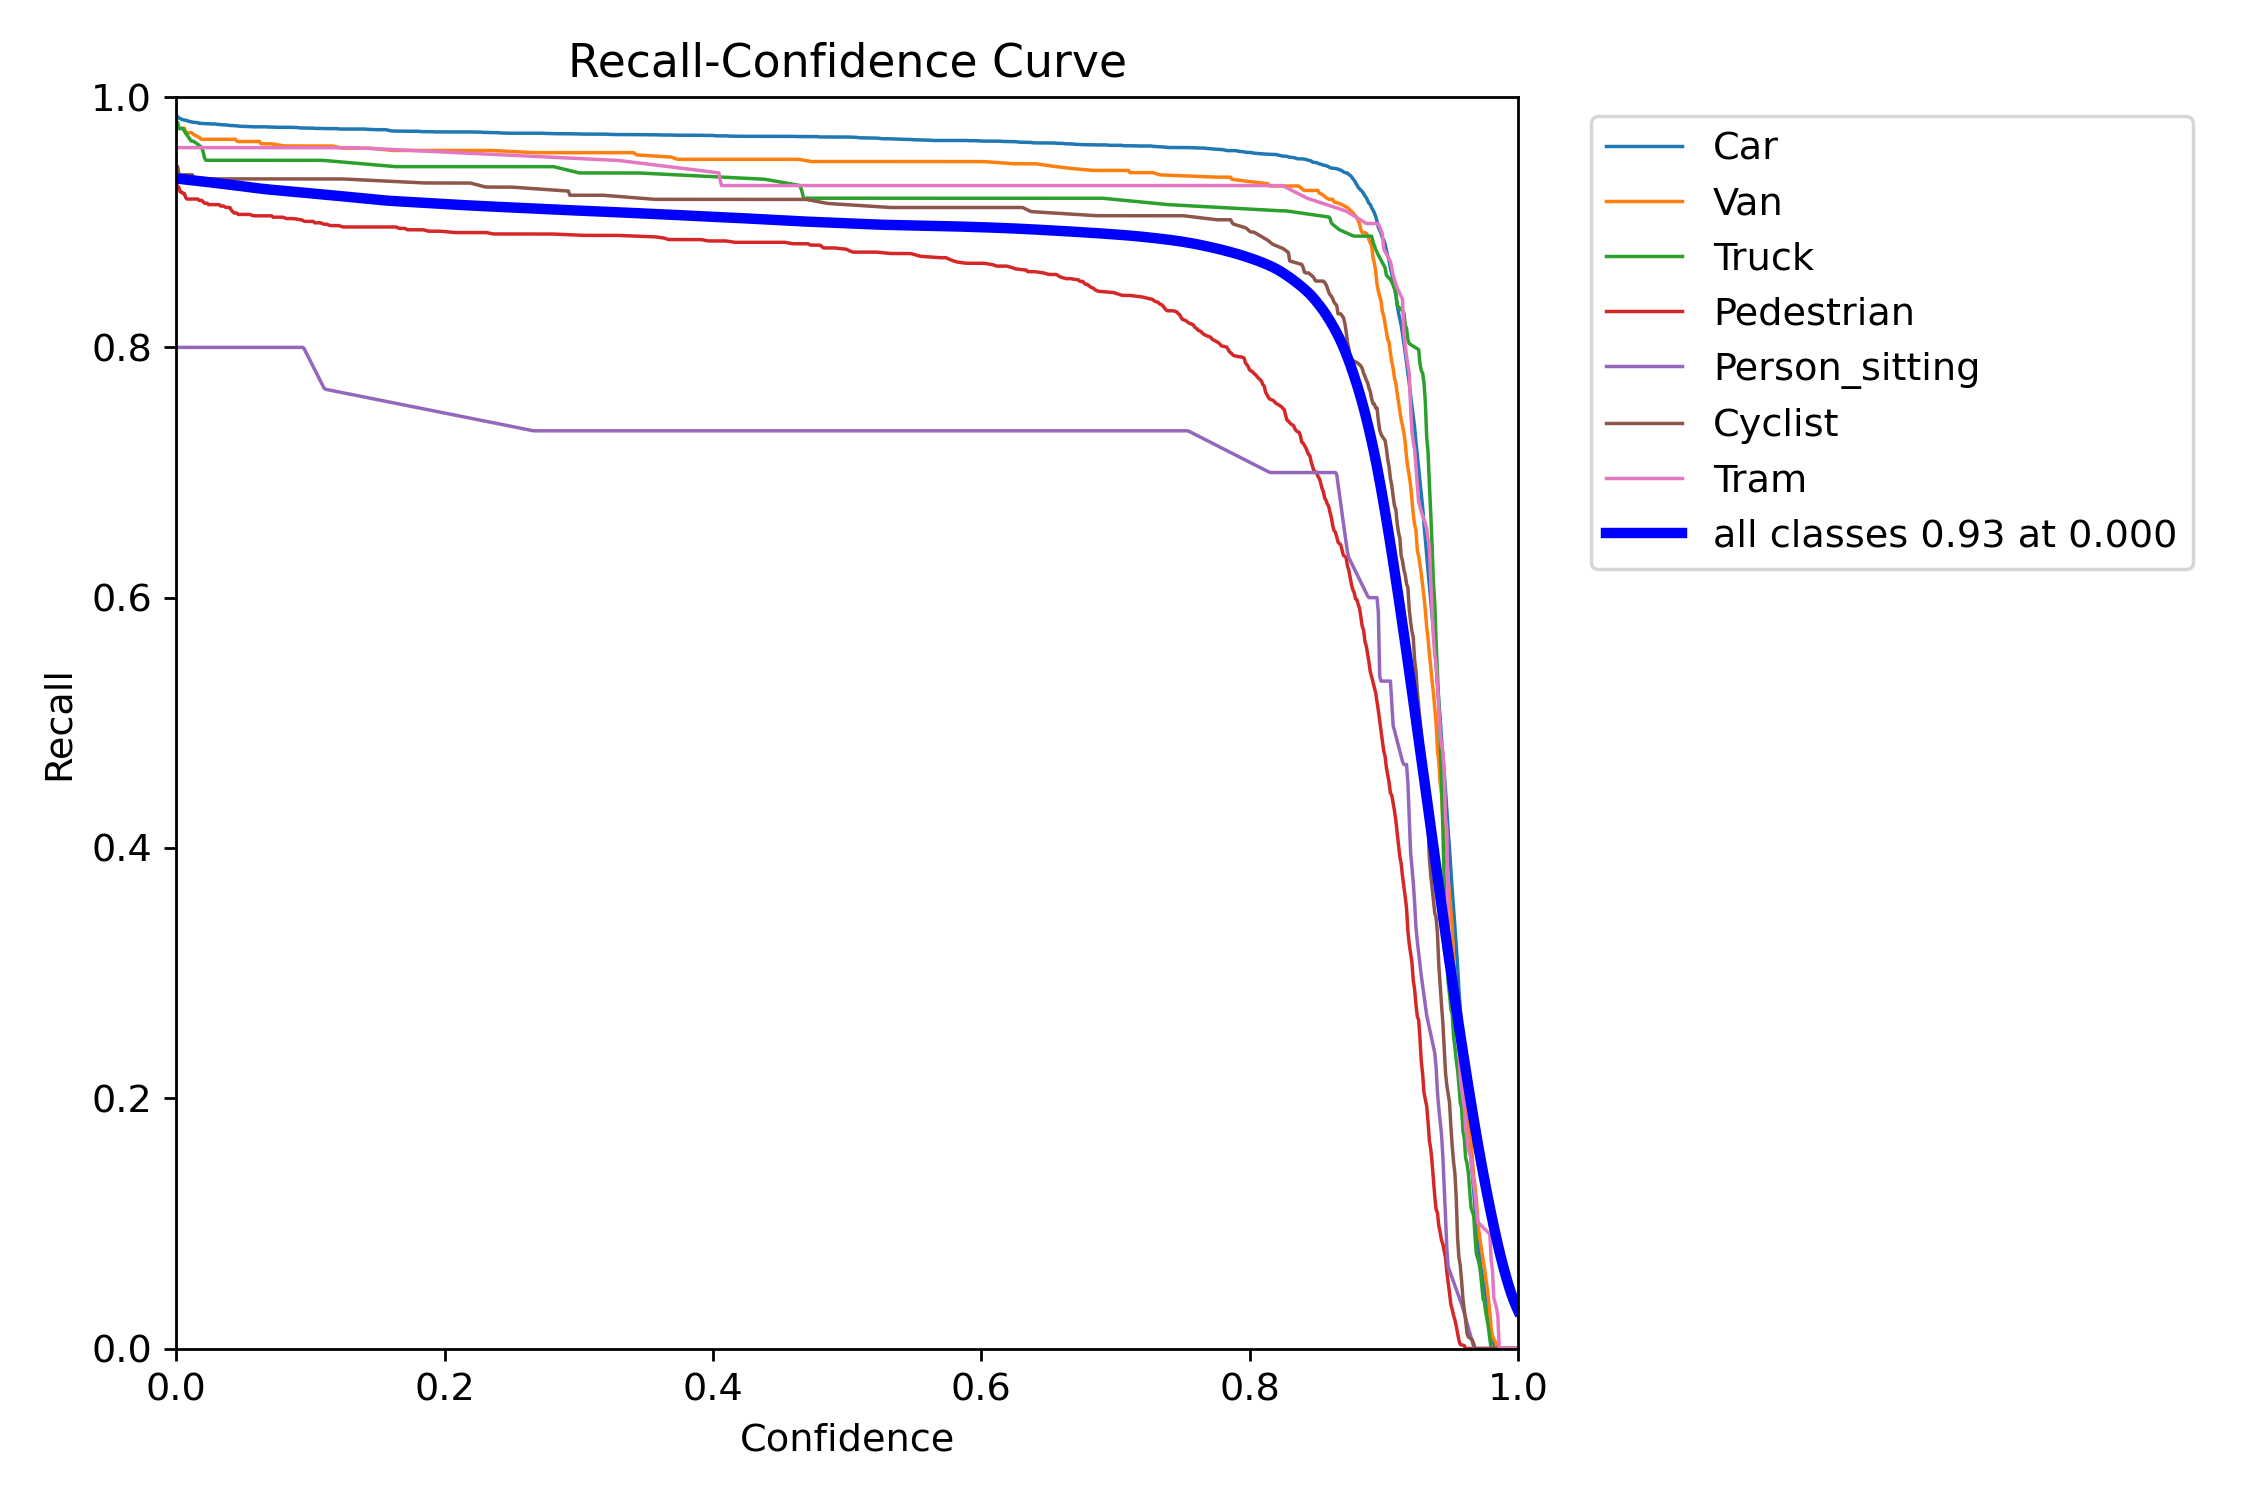 Recall-Confidence Curve
1.0
0.8
0.6
0.4
0.2
0.0
Recall
0.0 0.2 0.4 0.6 0.8 1.0
Confidence
Car
Van
Truck
Pedestrian
Person_sitting
Cyclist
Tram
all classes 0.93 at 0.000